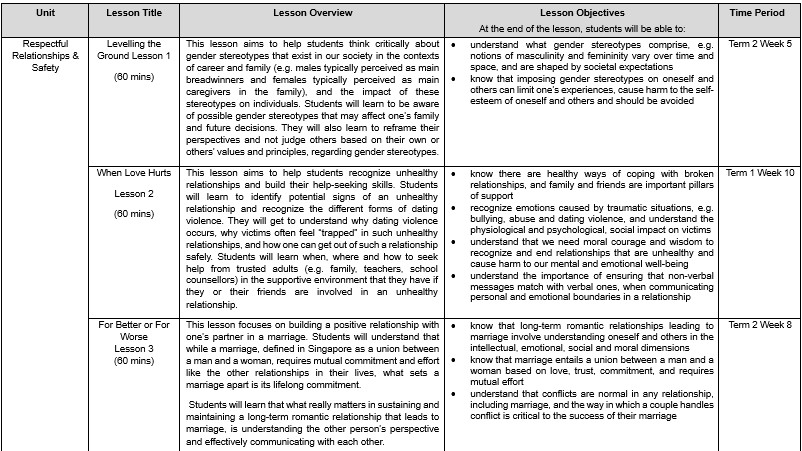 Unit
Lesson Title
Lesson Overview
Lesson Objectives
At the end of the lesson, students will be able to:
Time Period
Respectful
Relationships &
Safety
Levelling the
Ground Lesson 1
(60 mins)
This lesson aims to help students think critically about
gender stereotypes that exist in our society in the contexts
of career and family (e.g. males typically perceived as main
breadwinners and females typically perceived as main
caregivers in the family), and the impact of these
stereotypes on individuals. Students will learn to be aware
of possible gender stereotypes that may affect one's family
and future decisions. They will also learn to reframe their
perspectives and not judge others based on their own or
others' values and principles, regarding gender stereotypes.
• understand what gender stereotypes comprise, e.g.
notions of masculinity and femininity vary over time and
space, and are shaped by societal expectations
• know that imposing gender stereotypes on oneself and
others can limit one's experiences, cause harm to the self-
esteem of oneself and others and should be avoided
Term 2 Week 5
When Love Hurts
Lesson 2
(60 mins)
This lesson aims to help students recognize unhealthy
relationships and build their help-seeking skills. Students
will learn to identify potential signs of an unhealthy
relationship and recognize the different forms of dating
violence. They will get to understand why dating violence
occurs, why victims often feel "trapped" in such unhealthy
relationships, and how one can get out of such a relationship
safely. Students will learn when, where and how to seek
help from trusted adults (e.g. family, teachers, school
counsellors) in the supportive environment that they have if
they or their friends are involved in an unhealthy
relationship.
• know there are healthy ways of coping with broken
relationships, and family and friends are important pillars
of support
• recognize emotions caused by traumatic situations, e.g.
bullying, abuse and dating violence, and understand the
physiological and psychological, social impact on victims
• understand that we need moral courage and wisdom to
recognize and end relationships that are unhealthy and
cause harm to our mental and emotional well-being
• understand the importance of ensuring that non-verbal
messages match with verbal ones, when communicating
personal and emotional boundaries in a relationship
Term 1 Week 10
For Better or For
Worse
Lesson 3
(60 mins)
This lesson focuses on building a positive relationship with
one's partner in a marriage. Students will understand that
while a marriage, defined in Singapore as a union between
a man and a woman, requires mutual commitment and effort
like the other relationships in their lives, what sets a
marriage apart is its lifelong commitment.
Students will learn that what really matters in sustaining and
maintaining a long-term romantic relationship that leads to
marriage, is understanding the other person's perspective
and effectively communicating with each other.
• know that long-term romantic relationships leading to
marriage involve understanding oneself and others in the
intellectual, emotional, social and moral dimensions
• know that marriage entails a union between a man and a
woman based on love, trust, commitment, and requires
mutual effort
• understand that conflicts are normal in any relationship,
including marriage, and the way in which a couple handles
conflict is critical to the success of their marriage
Term 2 Week 8